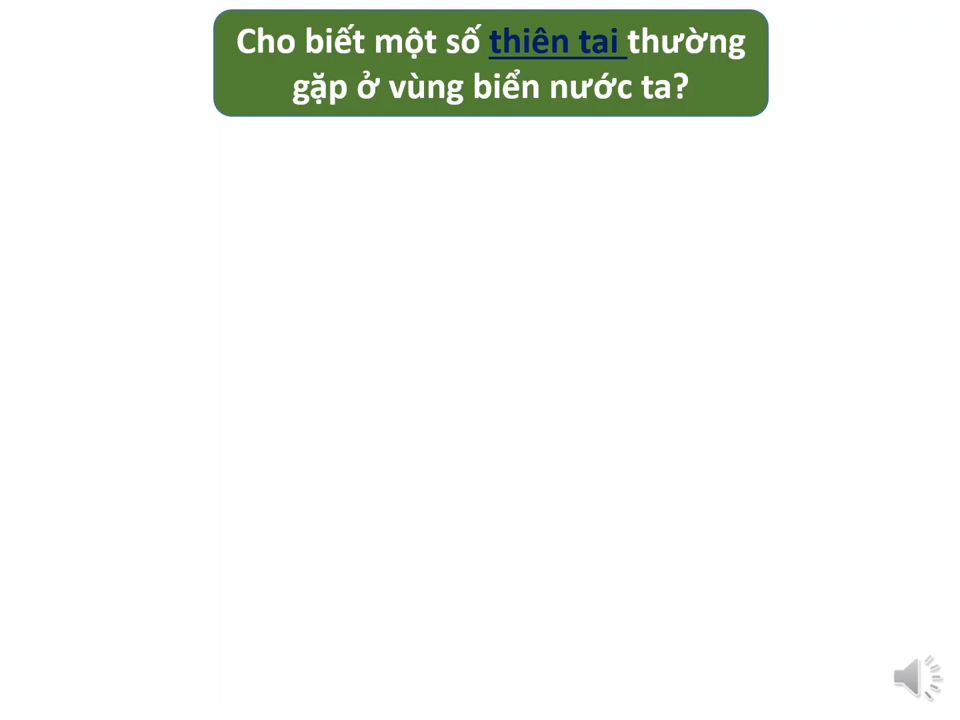 Cho biết một số thiên tai thường
gặp ở vùng biển nước ta?